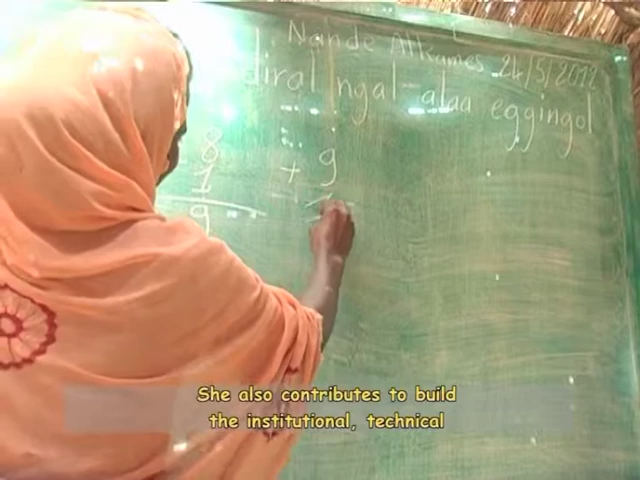 Nande Alkames 24/5/2012
diral ngal alaa eggingol
8 9
1 +
9
She also contributes to build
the institutional, technical